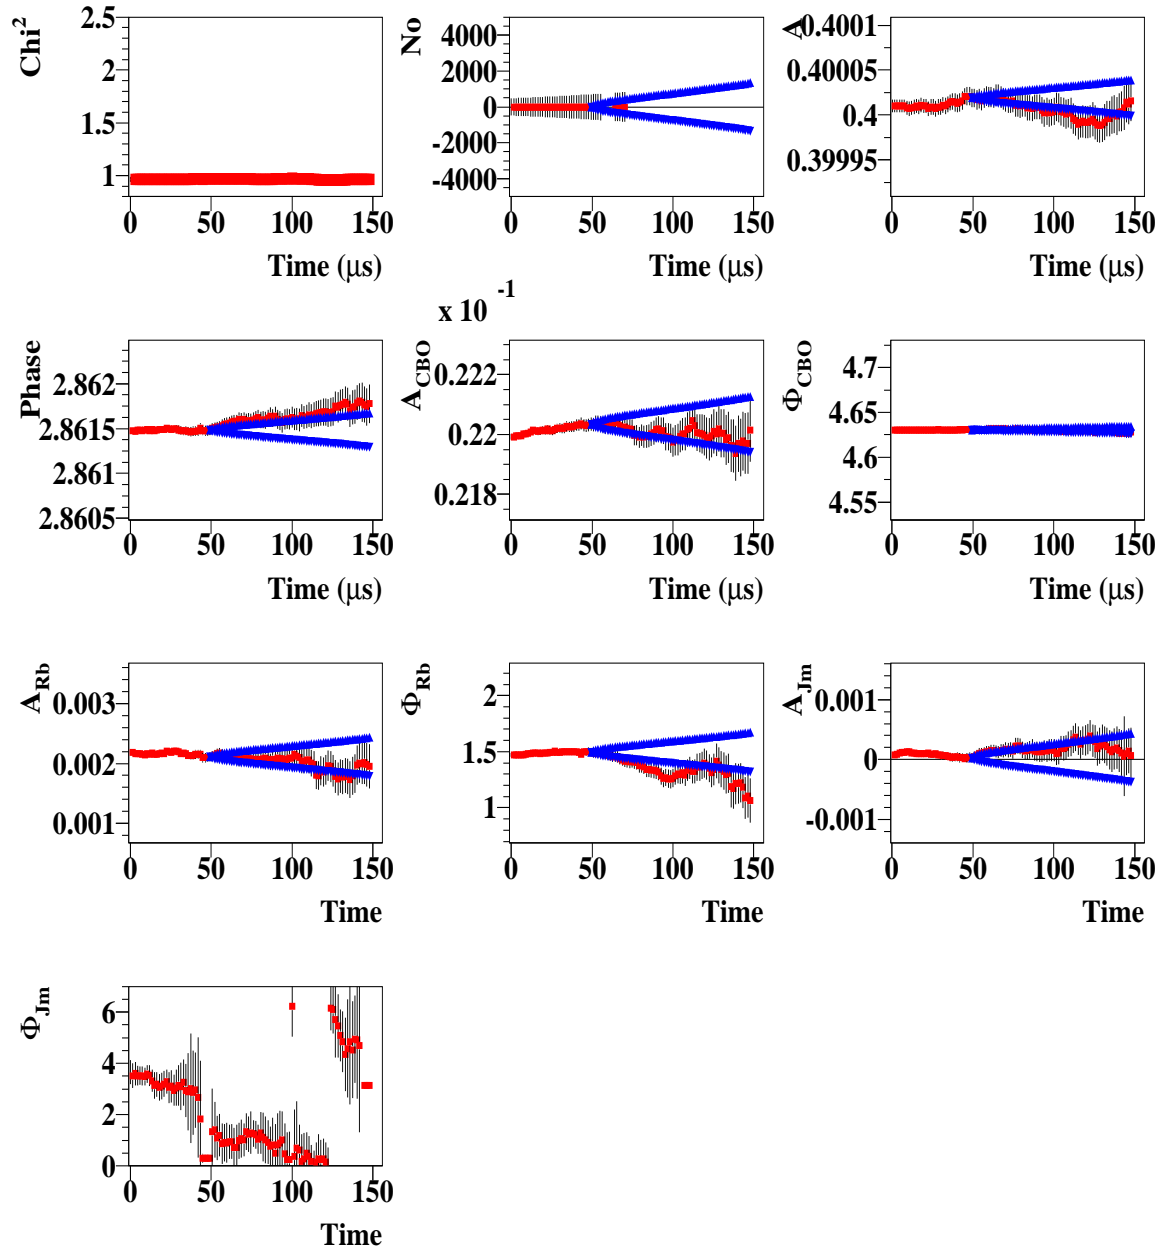 Chi²
2.5
2
1.5
1
0 50 100 150
Time (μs)
No
4000
2000
0
-2000
-4000
0 50 100 150
Time (μs)
A
0.4001
0.40005
0.4
0.39995
0 50 100 150
Time (μs)
Phase
2.862
2.8615
2.861
2.8605
0 50 100 150
Time (μs)
x 10 -1
A CBO
0.222
0.22
0.218
0 50 100 150
Time (μs)
Φ CBO
4.7
4.65
4.6
4.55
0 50 100 150
Time (μs)
A Rb
0.003
0.002
0.001
0 50 100 150
Time
Φ Rb
2
1.5
1
0 50 100 150
Time
A Jm
0.001
0
-0.001
0 50 100 150
Time
Φ Jm
6
4
2
0
0 50 100 150
Time